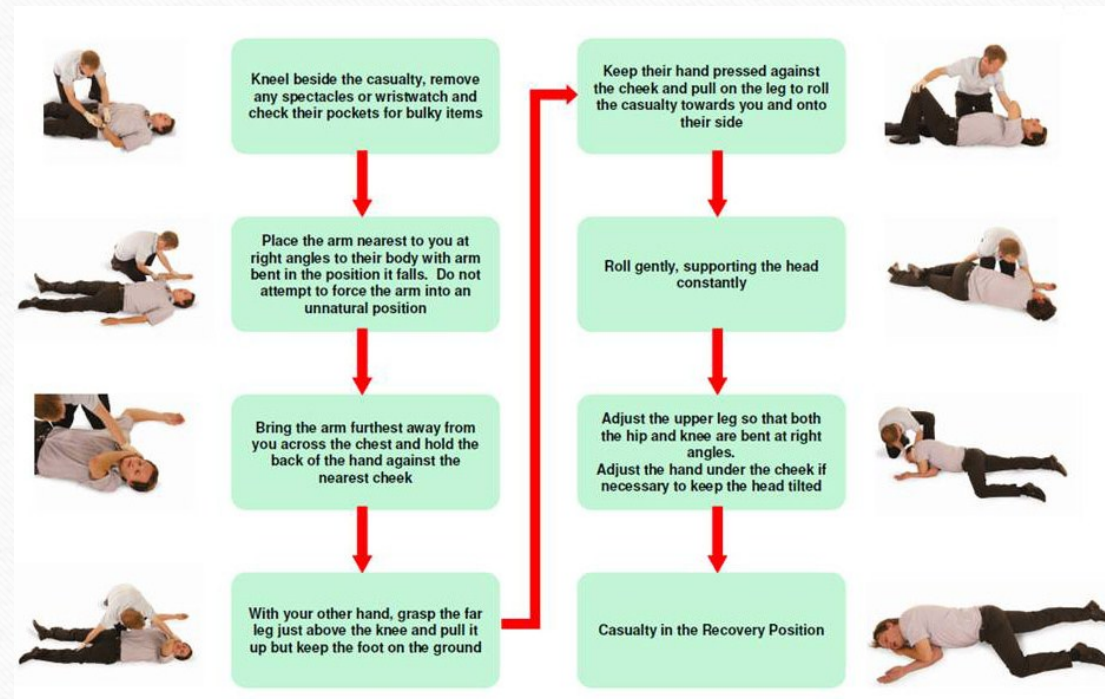 Kneel beside the casualty, remove
any spectacles or wristwatch and
check their pockets for bulky items
Place the arm nearest to you at
right angles to their body with arm
bent in the position it falls.  Do not
attempt to force the arm into an
unnatural position
Bring the arm furthest away from
you across the chest and hold the
back of the hand against the
nearest cheek
With your other hand, grasp the far
leg just above the knee and pull it
up but keep the foot on the ground
Keep their hand pressed against
the cheek and pull on the leg to roll
the casualty towards you and onto
their side
Roll gently, supporting the head
constantly
Adjust the upper leg so that both
the hip and knee are bent at right
angles.
Adjust the hand under the cheek if
necessary to keep the head tilted
Casualty in the Recovery Position